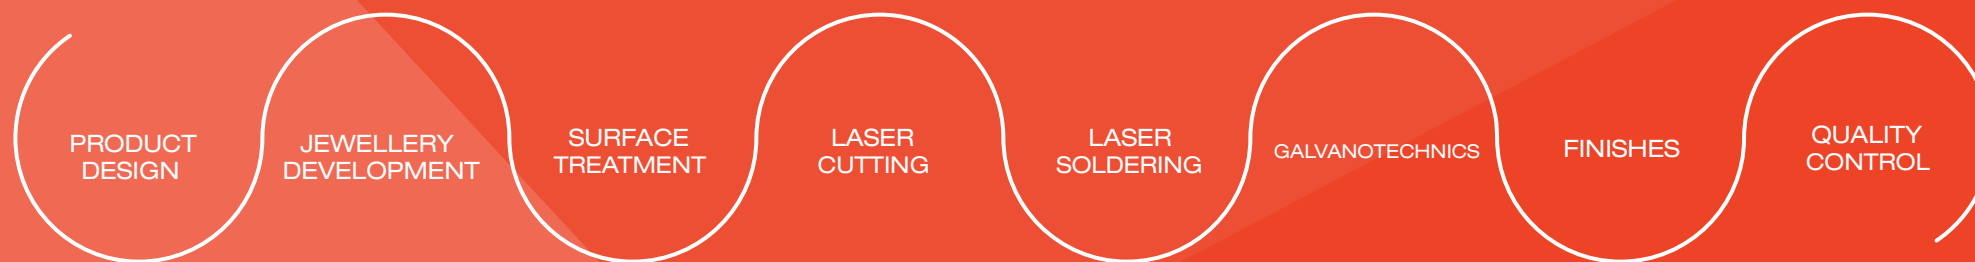 PRODUCT
DESIGN
JEWELLERY
DEVELOPMENT
SURFACE
TREATMENT
LASER
CUTTING
LASER
SOLDERING
GALVANOTECHNICS
FINISHES
QUALITY
CONTROL